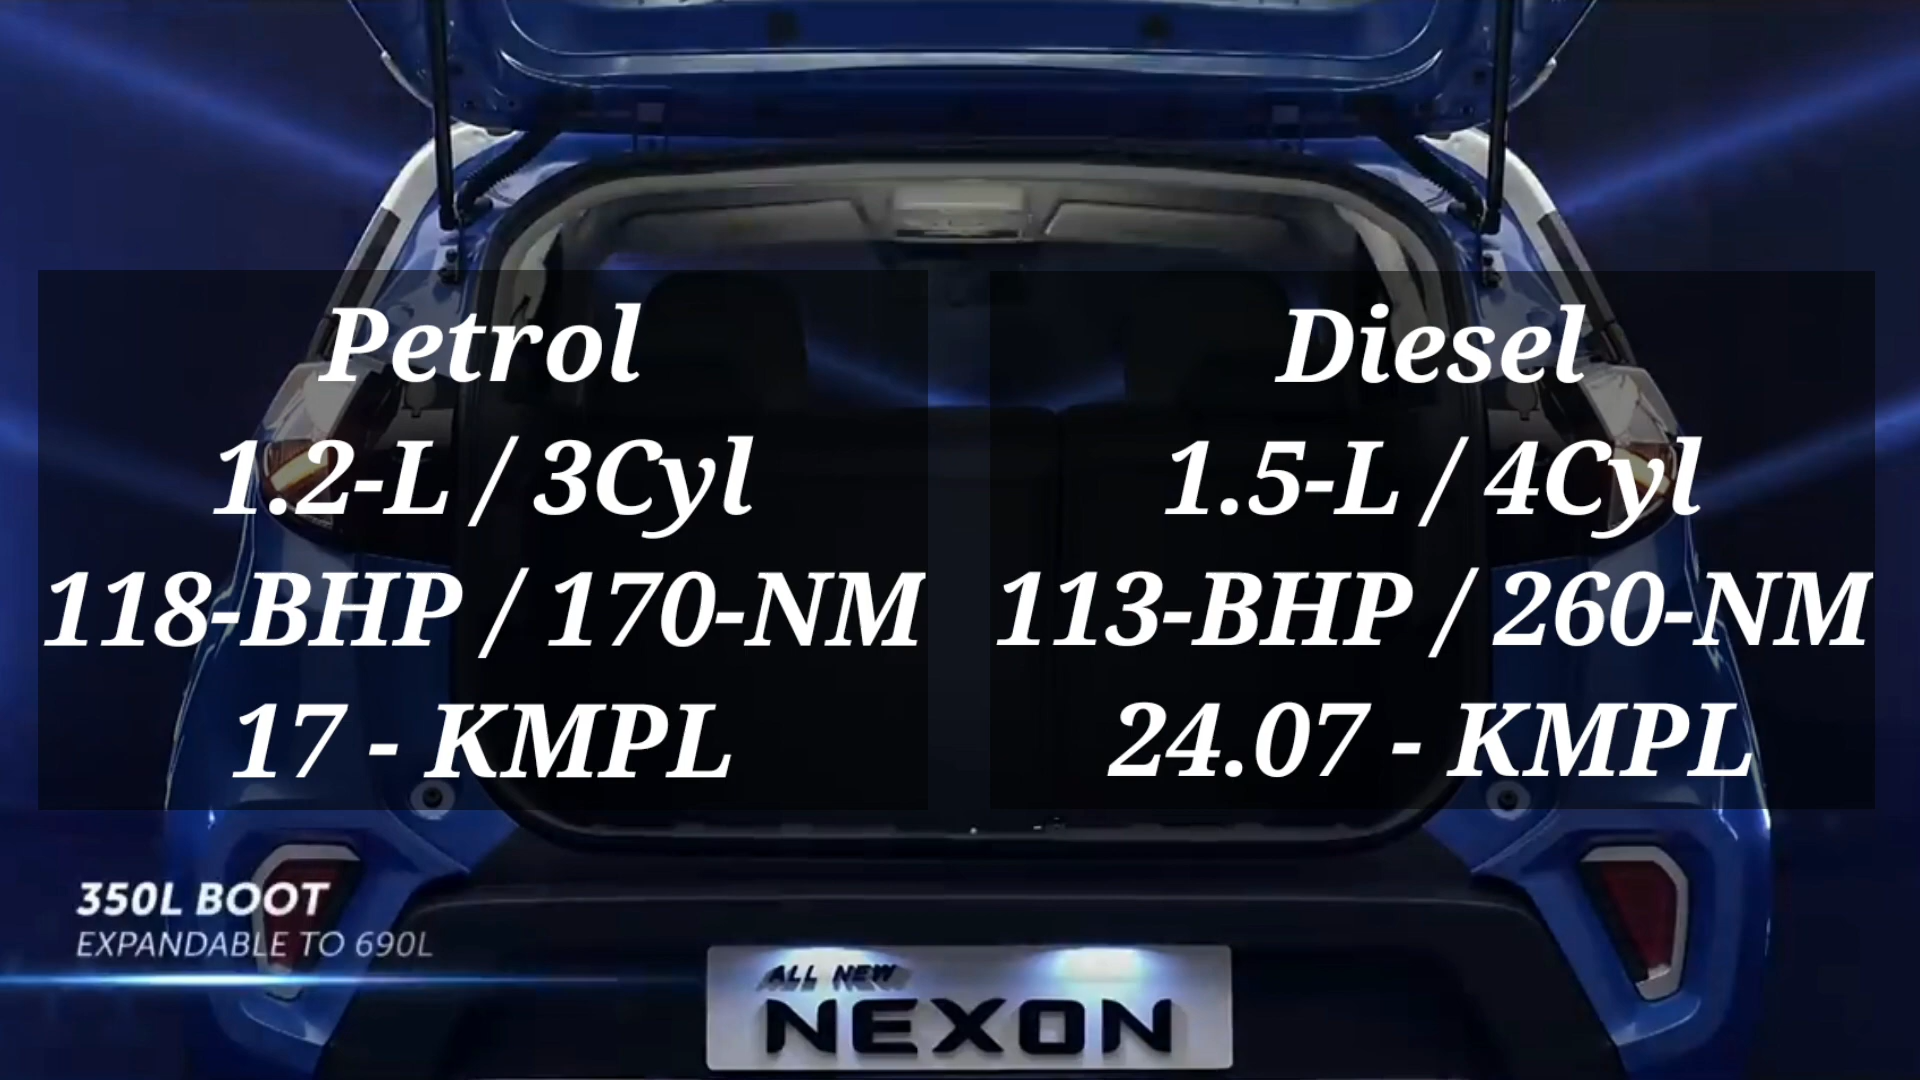 Petrol
1.2-L / 3Cyl
118-BHP / 170-NM
17 - KMPL
Diesel
1.5-L / 4Cyl
113-BHP / 260-NM
24.07 - KMPL
350L BOOT
EXPANDABLE TO 690L
ALL NEW
NEXON